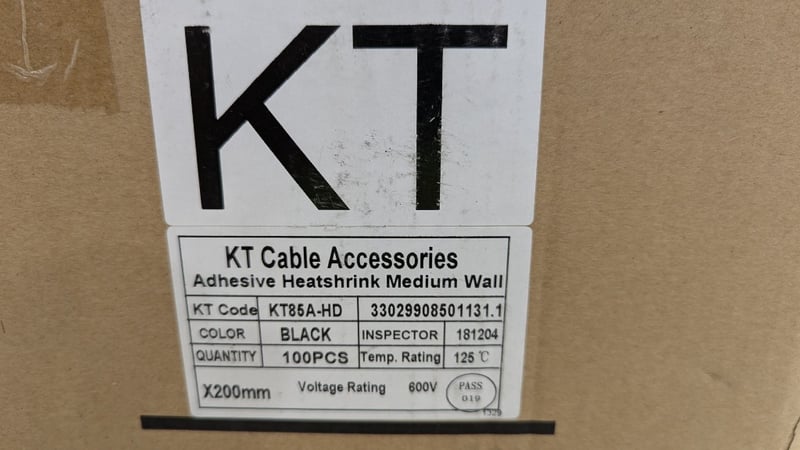 KT
KT Cable Accessories
Adhesive Heatshrink Medium Wall
KT Code KT85A-HD 33029908501131.1
COLOR BLACK INSPECTOR 181204
QUANTITY 100PCS Temp. Rating 125 ℃
X200mm Voltage Rating 600V PASS
019
1329